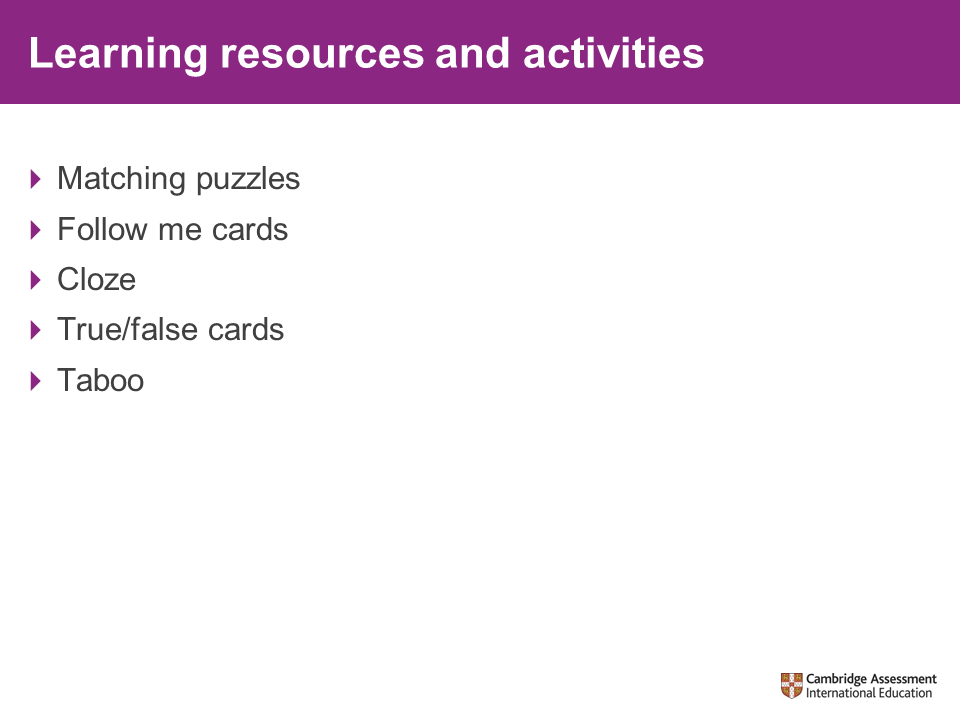 Learning resources and activities
Matching puzzles
Follow me cards
Cloze
True/false cards
Taboo
Cambridge Assessment
International Education